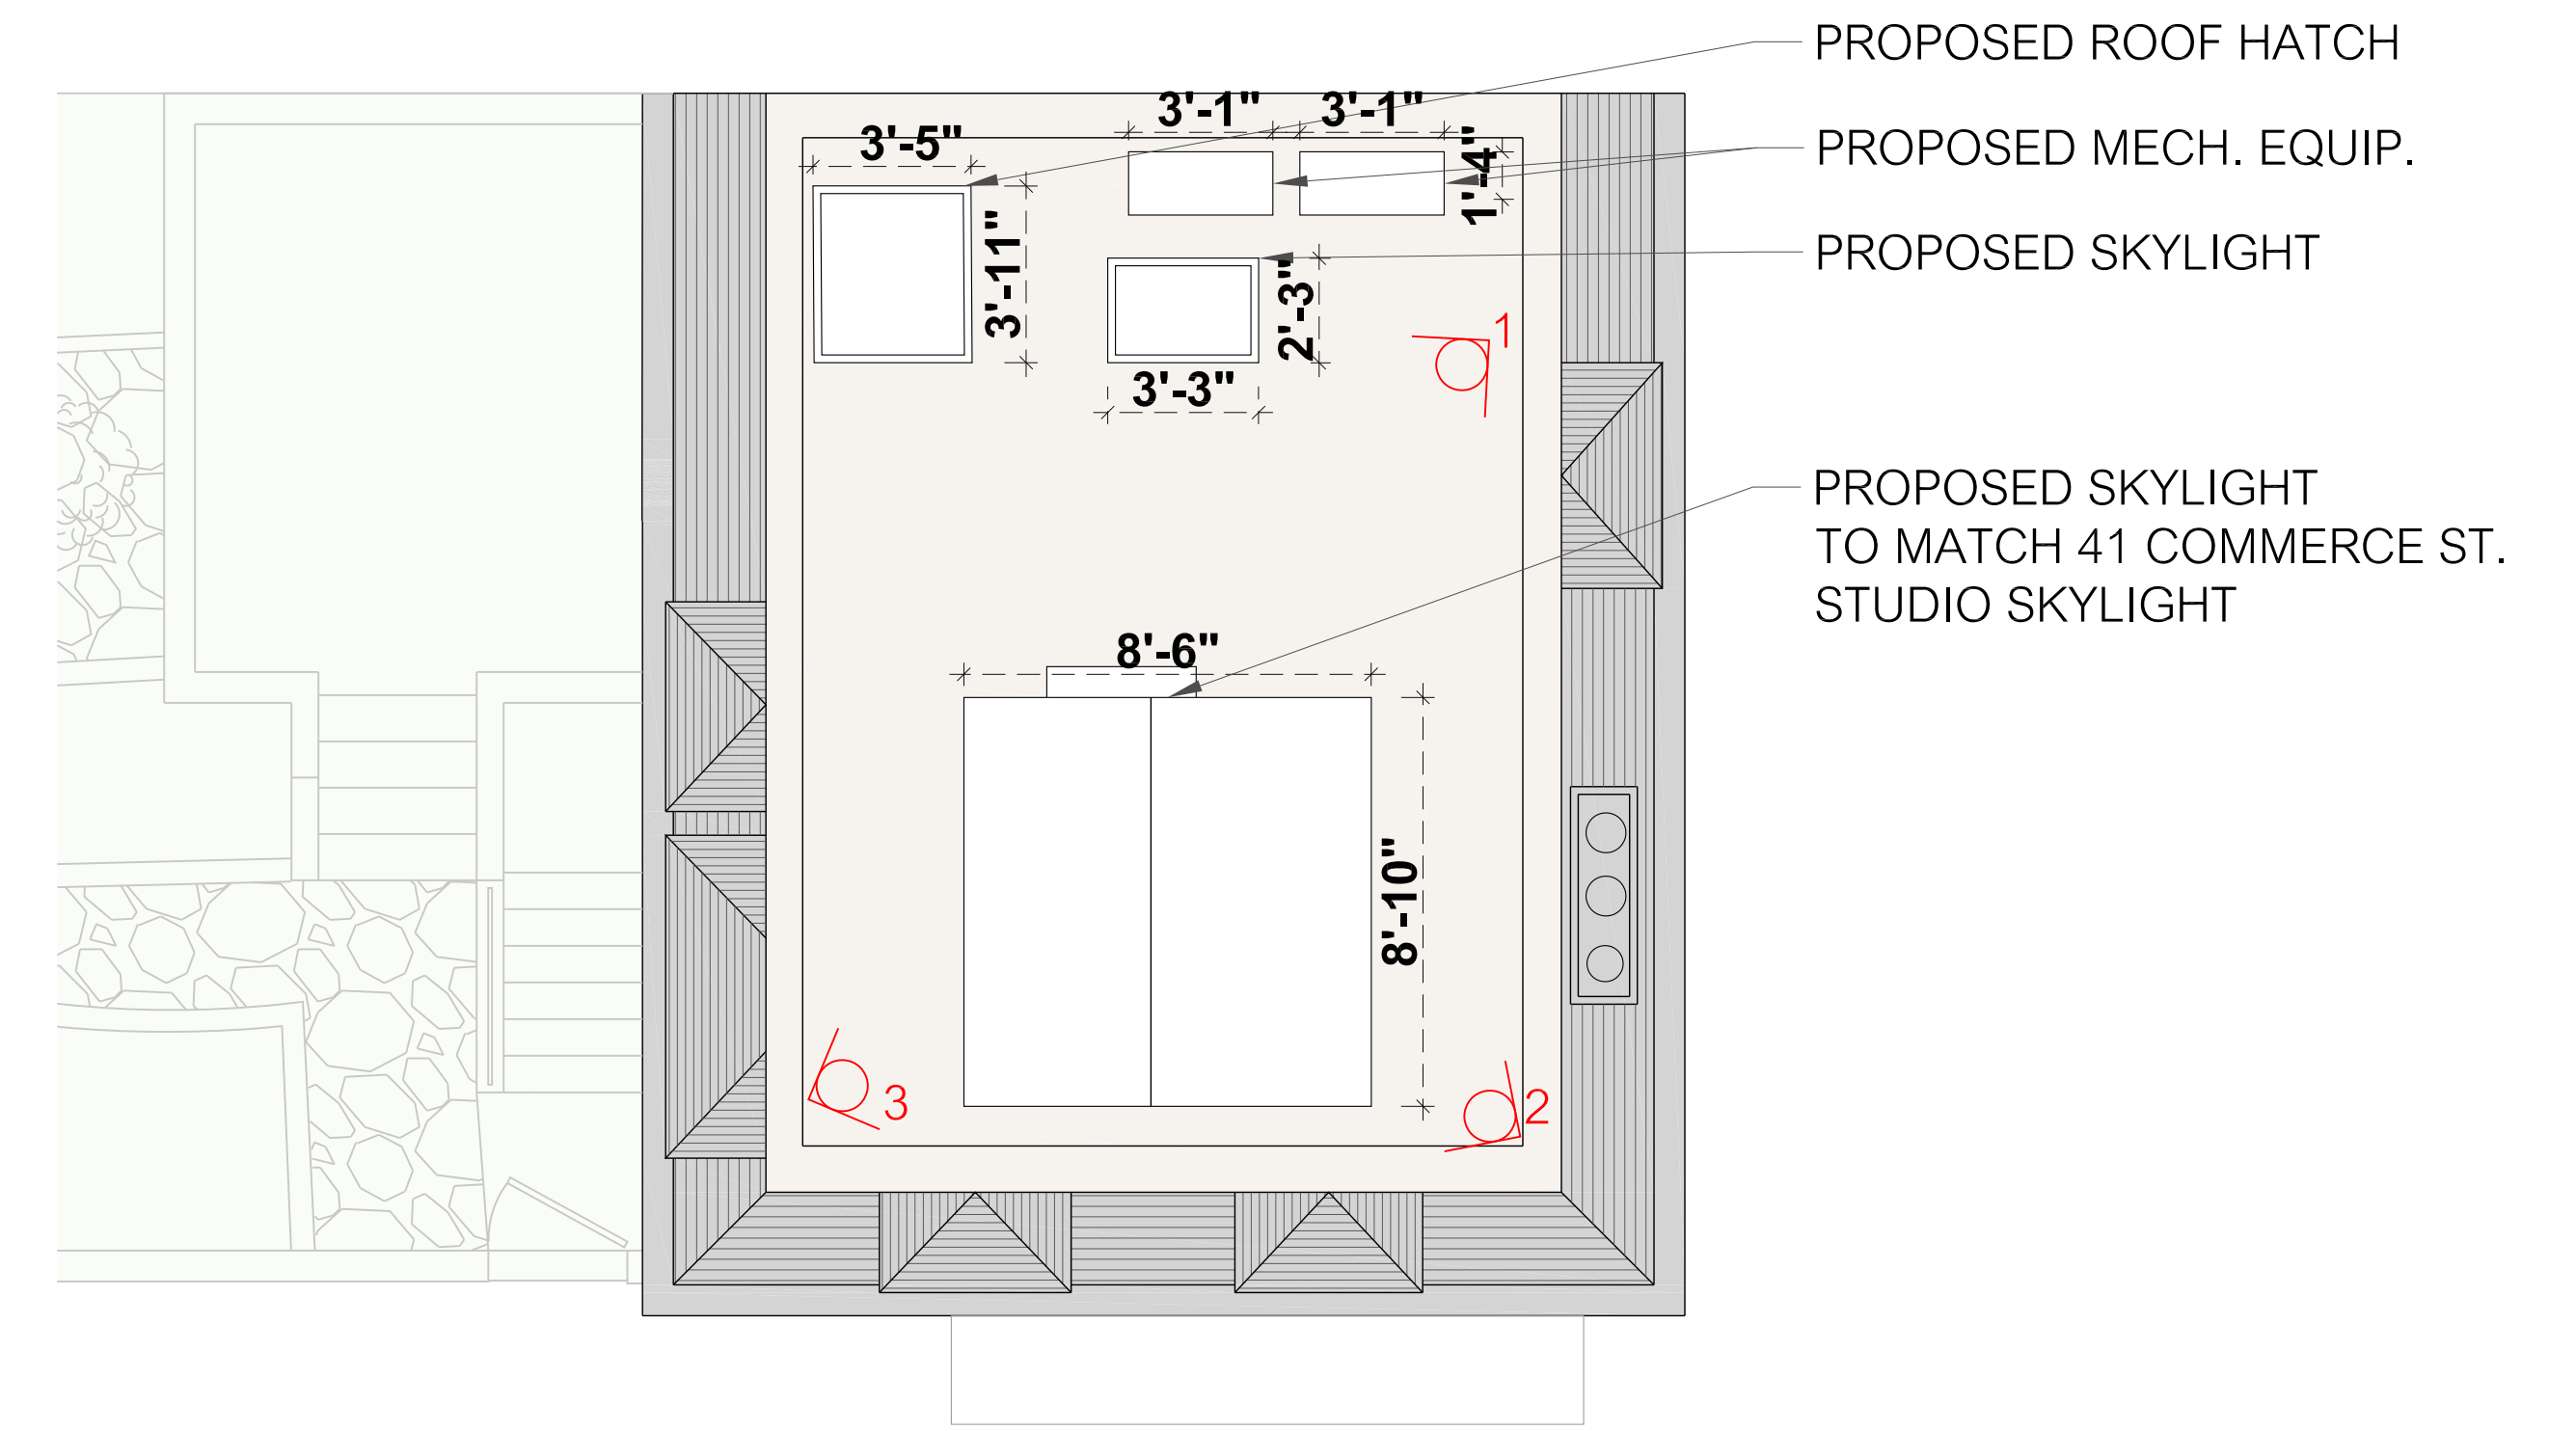 PROPOSED ROOF HATCH
3'-1" 3'-1"
3'-5"
1'-4"
PROPOSED MECH. EQUIP.
3'-11"
PROPOSED SKYLIGHT
2'-3"
1
3'-3"
PROPOSED SKYLIGHT
TO MATCH 41 COMMERCE ST.
STUDIO SKYLIGHT
8'-6"
8'-10"
3
2